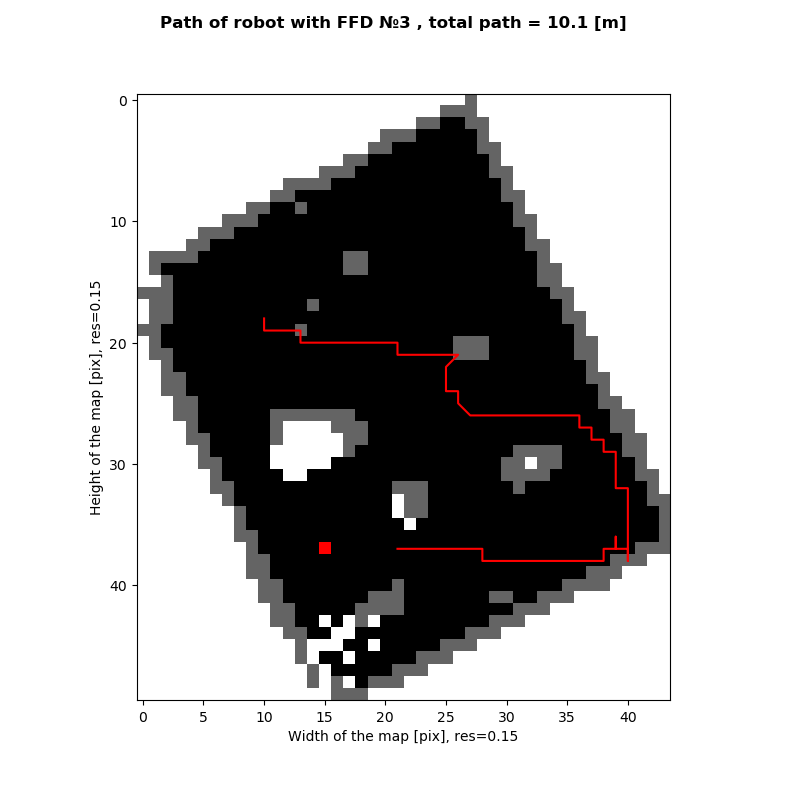 Path of robot with FFD №3 , total path = 10.1 [m]
0
10
20
30
40
Height of the map [pix], res=0.15
0 5 10 15 20 25 30 35 40
Width of the map [pix], res=0.15